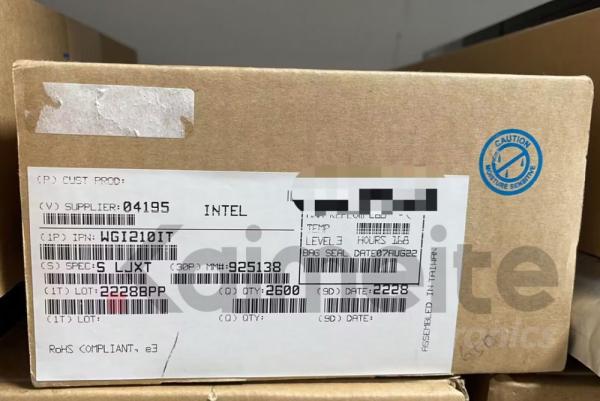 CAUTION
MOISTURE SENSITIVE
(P) CUST PROD:
(V) SUPPLIER:04195 INTEL
TEMP
(1P) IPN:WGI210IT
LEVEL3 HOURS 168
BAG SEAL DATE07AUG22
(S) SPEC:S LJXT (30P) MM#:925138
(1T) LOT:2228BPP (Q) QTY:2600 (9D) DATE:2228
(1T) LOT: (Q) QTY: (9D) DATE:
RoHS COMPLIANT, e3
ASSEMBLED IN TAIWAN
Kaimeite